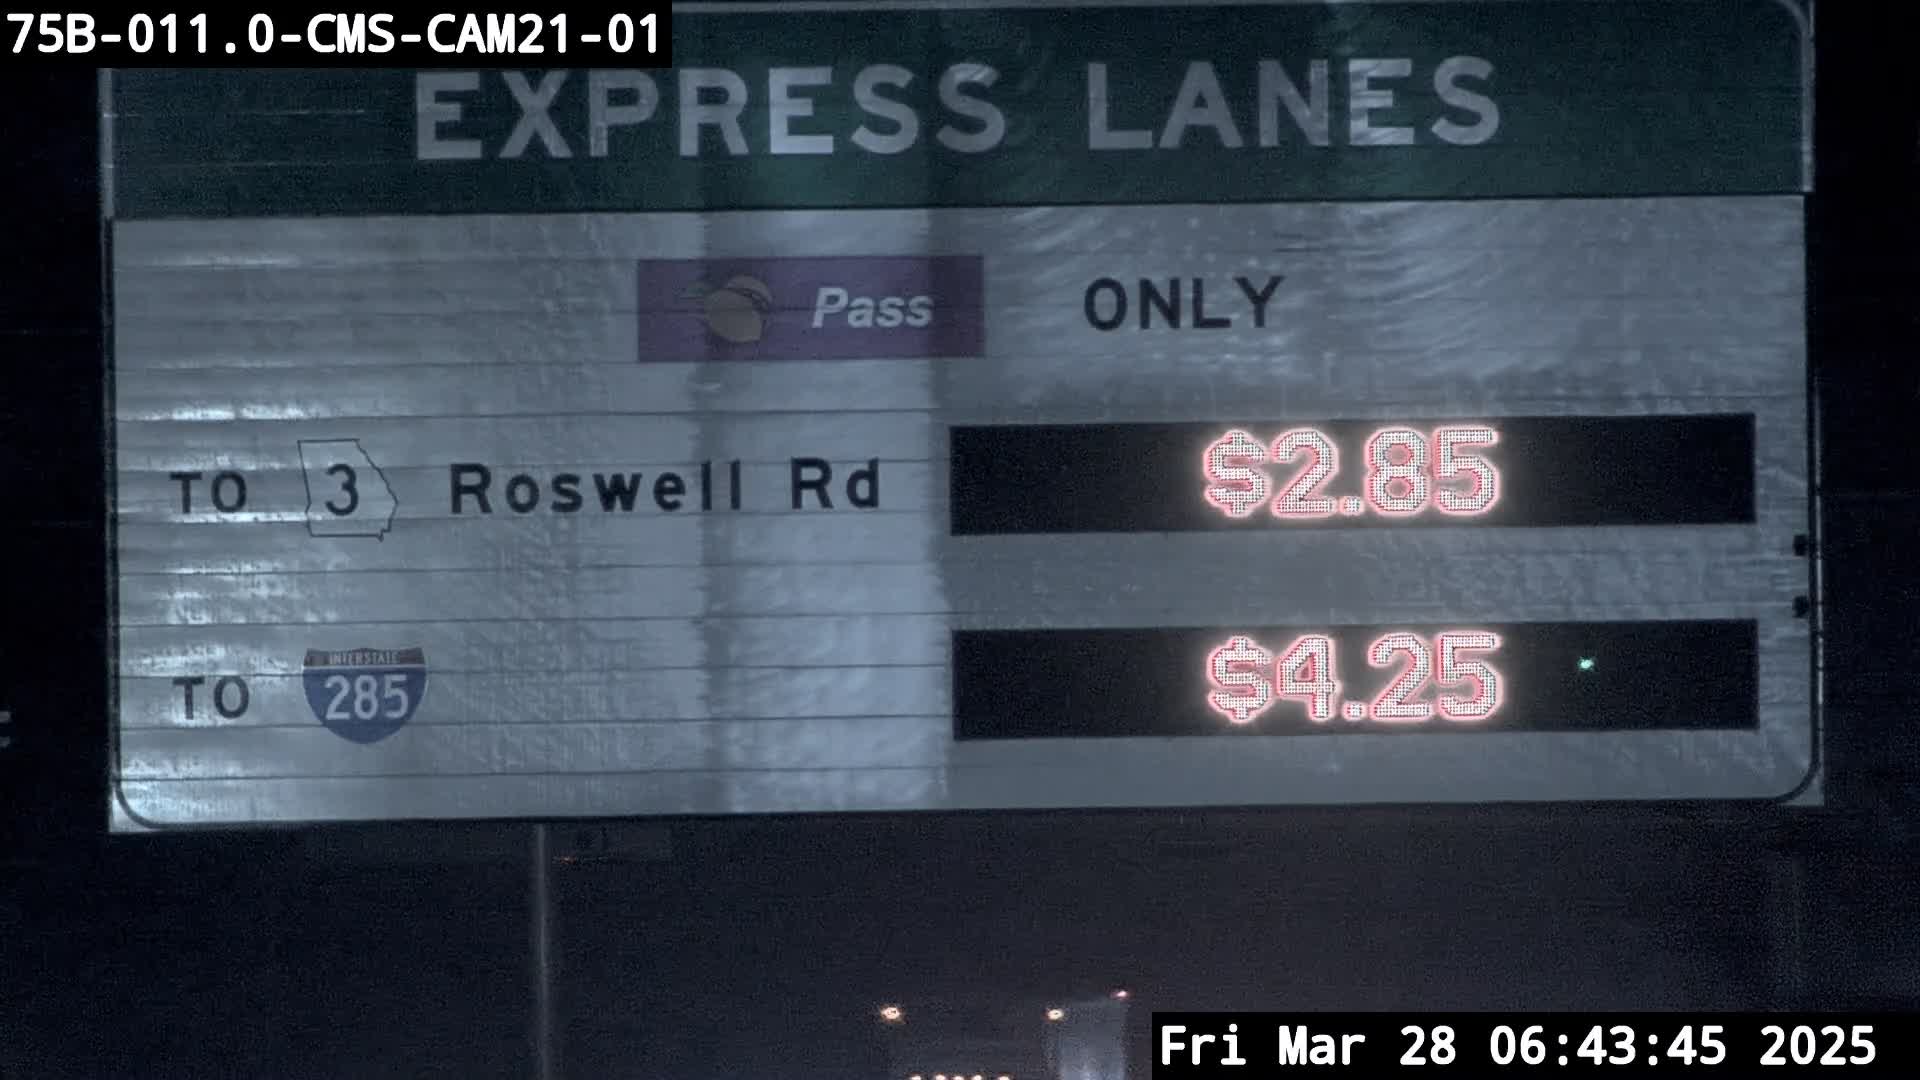 75B-011.0-CMS-CAM21-01
EXPRESS LANES
Pass ONLY
TO 3 Roswell Rd $2.85
TO INTERSTATE 285 $4.25
Fri Mar 28 06:43:45 2025